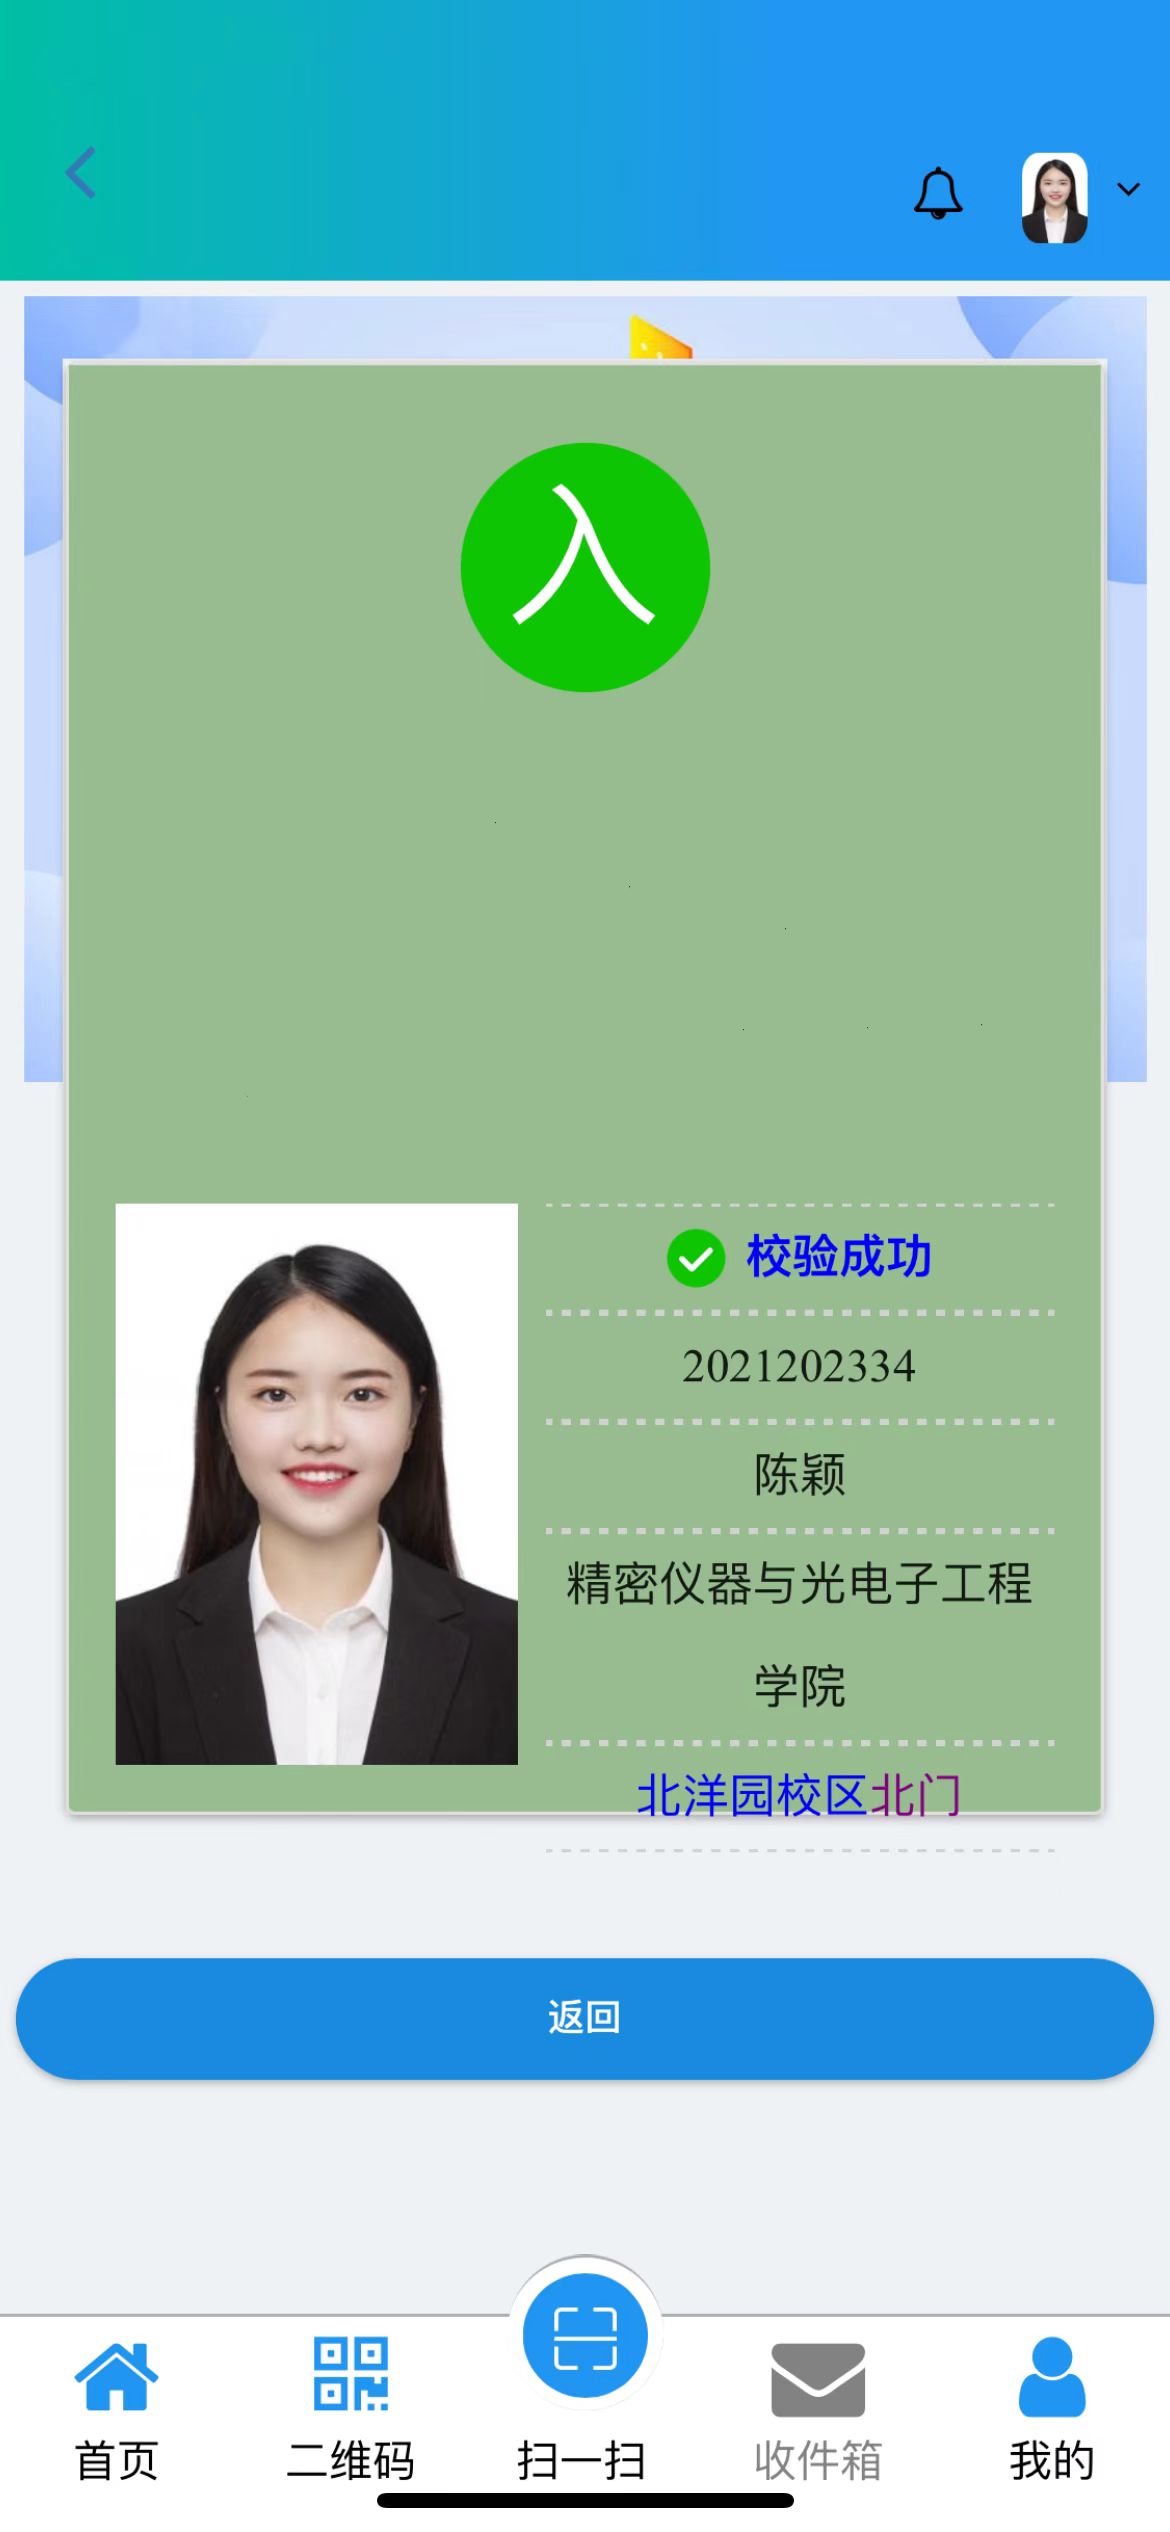 入
校验成功
2021202334
陈颖
精密仪器与光电子工程
学院
北洋园校区北门
返回
首页
二维码
扫一扫
收件箱
我的